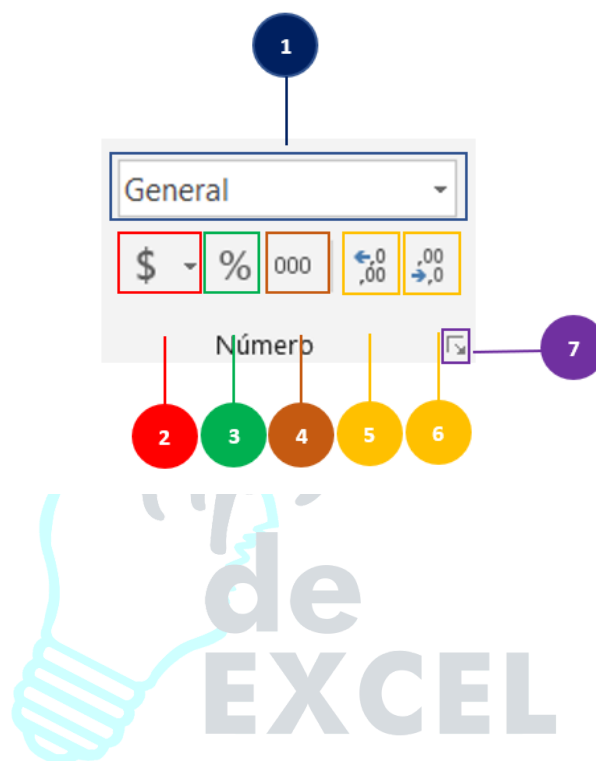 1
General
$ % 000 ←,0 ,00 ,00 →,0
Número
7
2 3 4 5 6
de
EXCEL